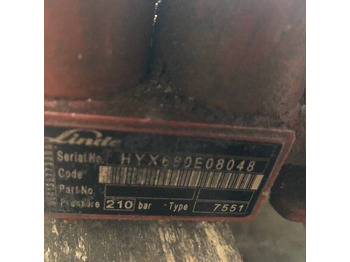 Linde
Serial No. HYX680E08048
Code
Part-No.
Pressure 210 bar - Type 7551